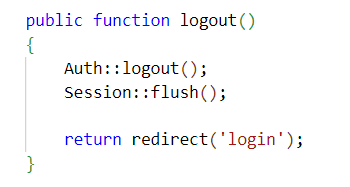 public function logout()
{
    Auth::logout();
    Session::flush();

    return redirect('login');
}